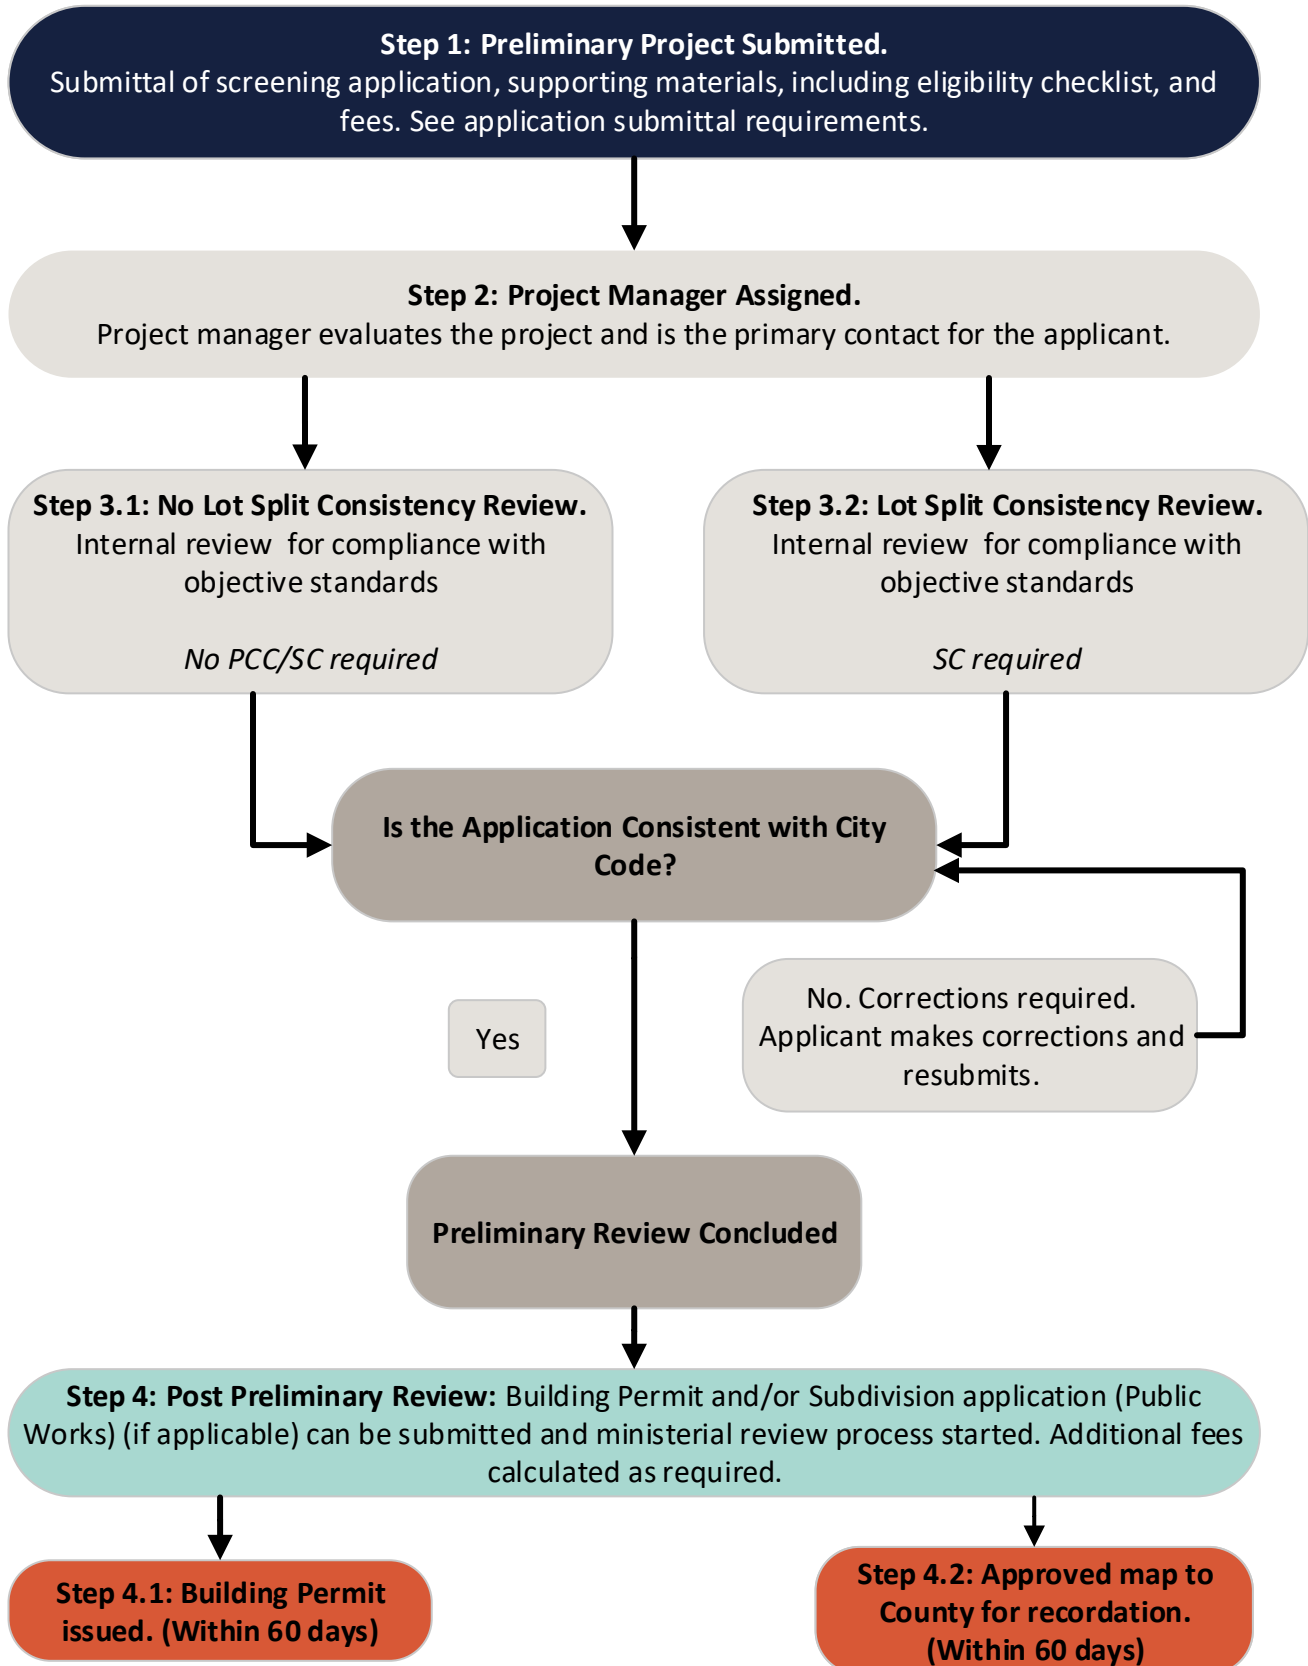 Step 1: Preliminary Project Submitted.
Submittal of screening application, supporting materials, including eligibility checklist, and
fees. See application submittal requirements.
Step 2: Project Manager Assigned.
Project manager evaluates the project and is the primary contact for the applicant.
Step 3.1: No Lot Split Consistency Review.
Internal review for compliance with
objective standards
No PCC/SC required
Step 3.2: Lot Split Consistency Review.
Internal review for compliance with
objective standards
SC required
Is the Application Consistent with City
Code?
Yes
No. Corrections required.
Applicant makes corrections and
resubmits.
Preliminary Review Concluded
Step 4: Post Preliminary Review: Building Permit and/or Subdivision application (Public
Works) (if applicable) can be submitted and ministerial review process started. Additional fees
calculated as required.
Step 4.1: Building Permit
issued. (Within 60 days)
Step 4.2: Approved map to
County for recordation.
(Within 60 days)